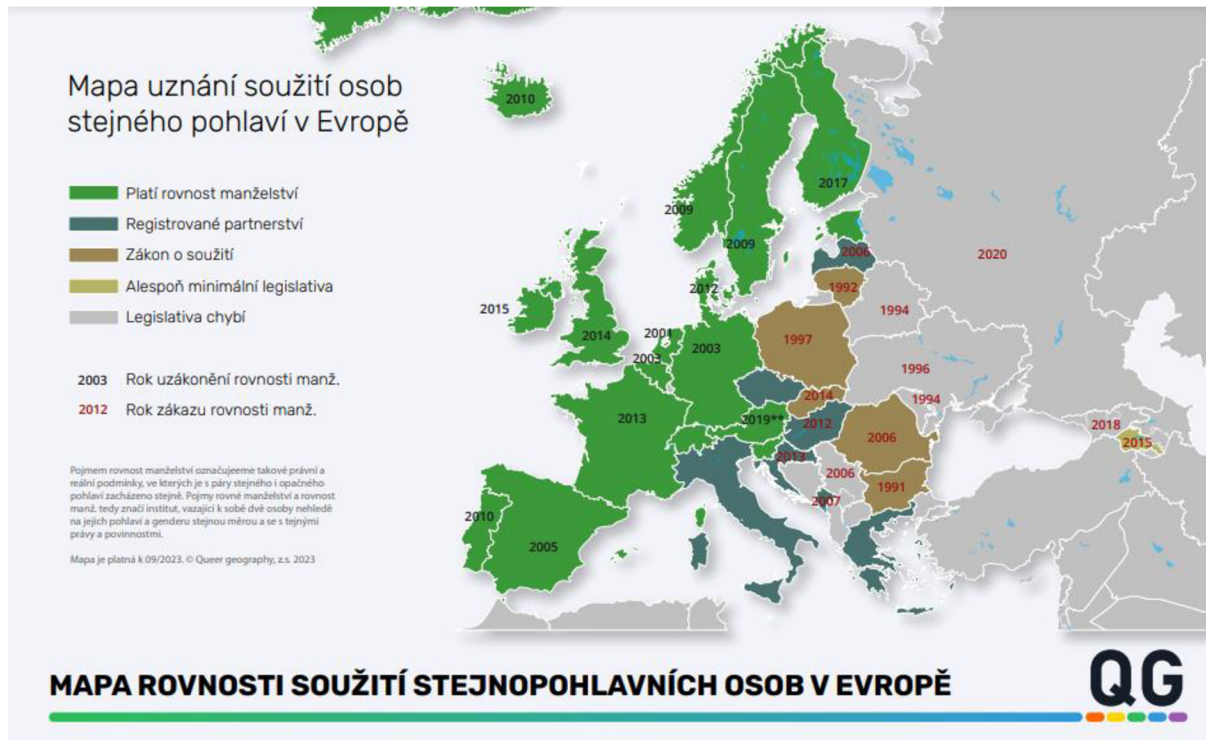 Mapa uznání soužití osob
stejného pohlaví v Evropě
Platí rovnost manželství
Registrované partnerství
Zákon o soužití
Alespoň minimální legislativa
Legislativa chybí
2003 Rok uzákonění rovnosti manž.
2012 Rok zákazu rovnosti manž.
Pojmem rovnost manželství označujeeme takové právní a
reální podmínky, ve kterých je s páry stejného i opačného
pohlaví zacházeno stejně. Pojmy rovné manželství a rovnost
manž. tedy značí institut, vazající k sobě dvě osoby nehledě
na jejich pohlaví a genderu stejnou měrou a se s tejnými
právy a povinnostmi.
Mapa je platná k 09/2023. © Queer geography, z.s. 2023
2010
2017
2009
2009
2006
2020
2012
1992
2015
1994
2001
2014
2003
2003
1997
1996
2014
1994
2013
2019**
2012
2018
2006
2015
2013
2006
1991
2007
2010
2005
MAPA ROVNOSTI SOUŽITÍ STEJNOPOHLAVNÍCH OSOB V EVROPĚ
QG